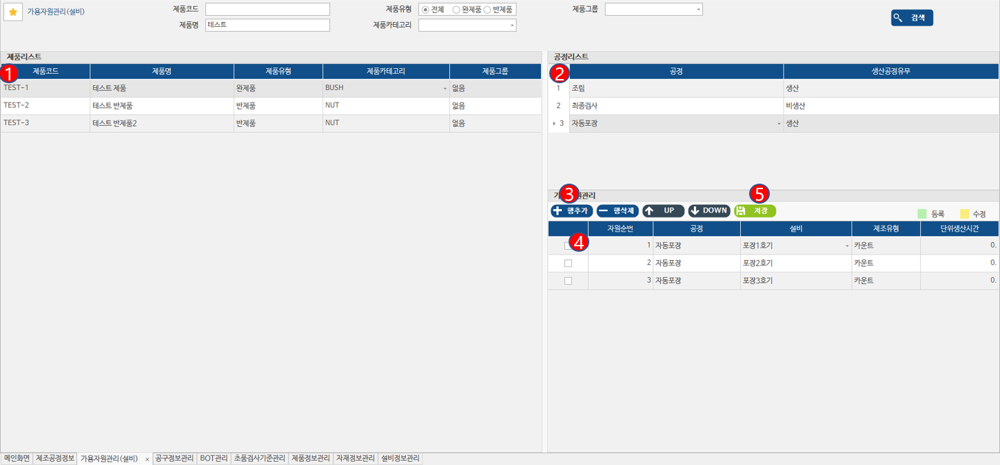 가용자원관리(설비)
제품코드 제품유형 전체 완제품 반제품 제품그룹
제품명 테스트 제품카테고리
검색
제품리스트
1 제품코드 제품명 제품유형 제품카테고리 제품그룹
TEST-1 테스트 제품 완제품 BUSH 없음
TEST-2 테스트 반제품 반제품 NUT 없음
TEST-3 테스트 반제품2 반제품 NUT 없음
공정리스트
2 공정 생산공정유무
1 조립 생산
2 최종검사 비생산
3 자동포장 생산
가 3 원관리 5
행추가 행삭제 UP DOWN 저장 등록 수정
자원순번 공정 설비 제조유형 단위생산시간
4 1 자동포장 포장1호기 카운트 0.
2 자동포장 포장2호기 카운트 0.
3 자동포장 포장3호기 카운트 0.
메인화면 제조공정정보 가용자원관리(설비) × 공구정보관리 BOT관리 초품검사기준관리 제품정보관리 자재정보관리 설비정보관리